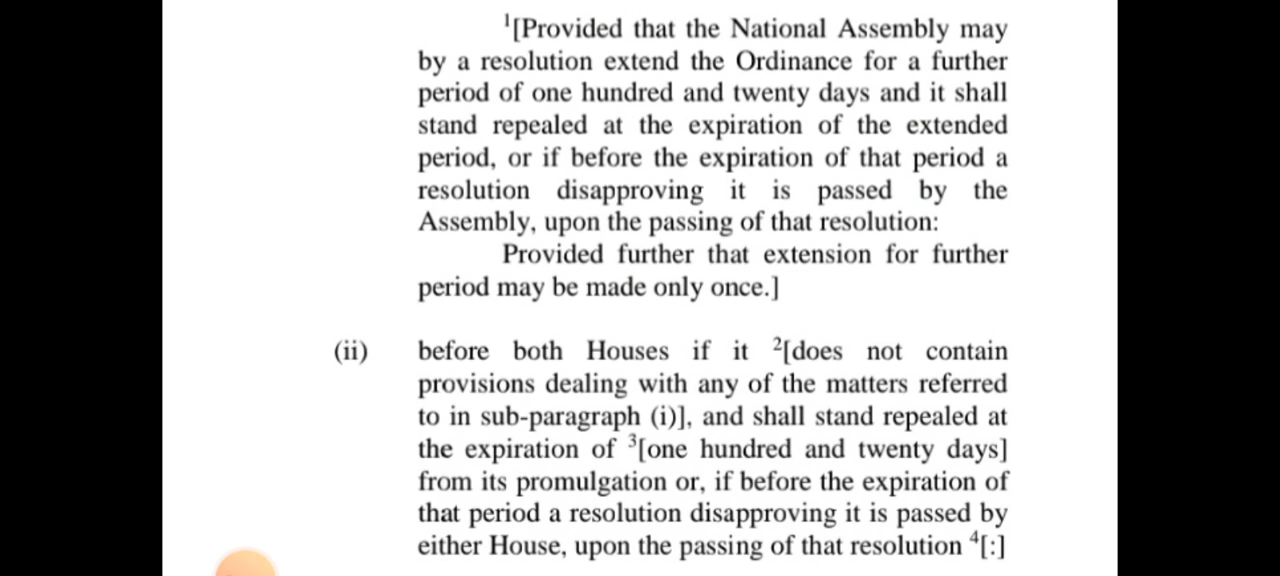 ¹[Provided that the National Assembly may
by a resolution extend the Ordinance for a further
period of one hundred and twenty days and it shall
stand repealed at the expiration of the extended
period, or if before the expiration of that period a
resolution disapproving it is passed by the
Assembly, upon the passing of that resolution:
Provided further that extension for further
period may be made only once.]
(ii) before both Houses if it ²[does not contain
provisions dealing with any of the matters referred
to in sub-paragraph (i)], and shall stand repealed at
the expiration of ³[one hundred and twenty days]
from its promulgation or, if before the expiration of
that period a resolution disapproving it is passed by
either House, upon the passing of that resolution ⁴[:]